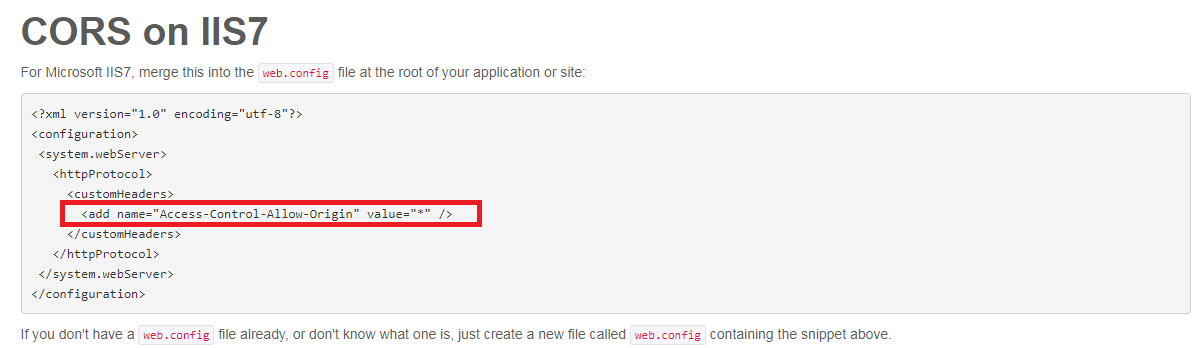 CORS on IIS7
For Microsoft IIS7, merge this into the web.config file at the root of your application or site:
<?xml version="1.0" encoding="utf-8"?>
<configuration>
 <system.webServer>
   <httpProtocol>
     <customHeaders>
       <add name="Access-Control-Allow-Origin" value="*" />
     </customHeaders>
   </httpProtocol>
 </system.webServer>
</configuration>
If you don't have a web.config file already, or don't know what one is, just create a new file called web.config containing the snippet above.